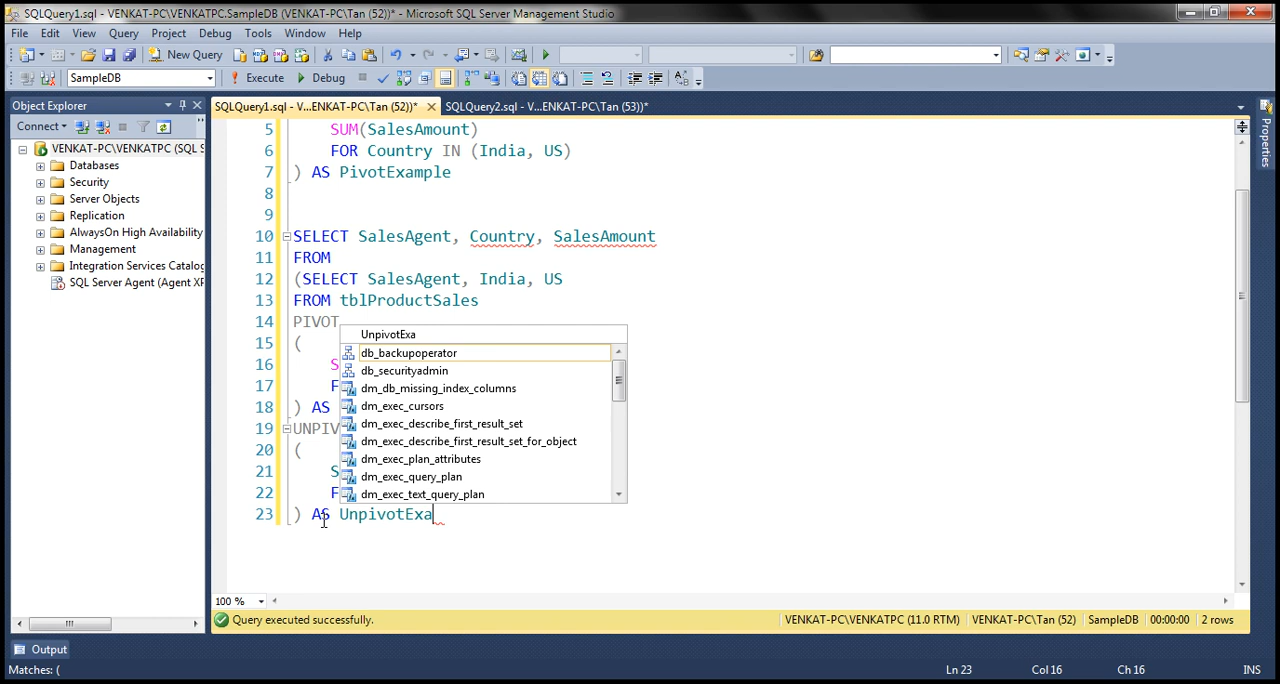 SQLQuery1.sql - VENKAT-PC\VENKATPC.SampleDB (VENKAT-PC\Tan (52))* - Microsoft SQL Server Management Studio
File Edit View Query Project Debug Tools Window Help
New Query
SampleDB Execute Debug
Object Explorer
SQLQuery1.sql - V...ENKAT-PC\Tan (52))* SQLQuery2.sql - V...ENKAT-PC\Tan (53))*
Connect
VENKAT-PC\VENKATPC (SQL S
Databases
Security
Server Objects
Replication
AlwaysOn High Availability
Management
Integration Services Catalog
SQL Server Agent (Agent XP
5 SUM(SalesAmount)
6 FOR Country IN (India, US)
7 ) AS PivotExample
8
9
10 SELECT SalesAgent, Country, SalesAmount
11 FROM
12 (SELECT SalesAgent, India, US
13 FROM tblProductSales
14 PIVOT
15 (
16 S
17 F
18 ) AS
19 UNPIV
20 (
21 S
22 F
23 ) AS UnpivotExa
UnpivotExa
db_backupoperator
db_securityadmin
dm_db_missing_index_columns
dm_exec_cursors
dm_exec_describe_first_result_set
dm_exec_describe_first_result_set_for_object
dm_exec_plan_attributes
dm_exec_query_plan
dm_exec_text_query_plan
Properties
100 %
Query executed successfully. VENKAT-PC\VENKATPC (11.0 RTM) VENKAT-PC\Tan (52) SampleDB 00:00:00 2 rows
Output
Matches: ( Ln 23 Col 16 Ch 16 INS